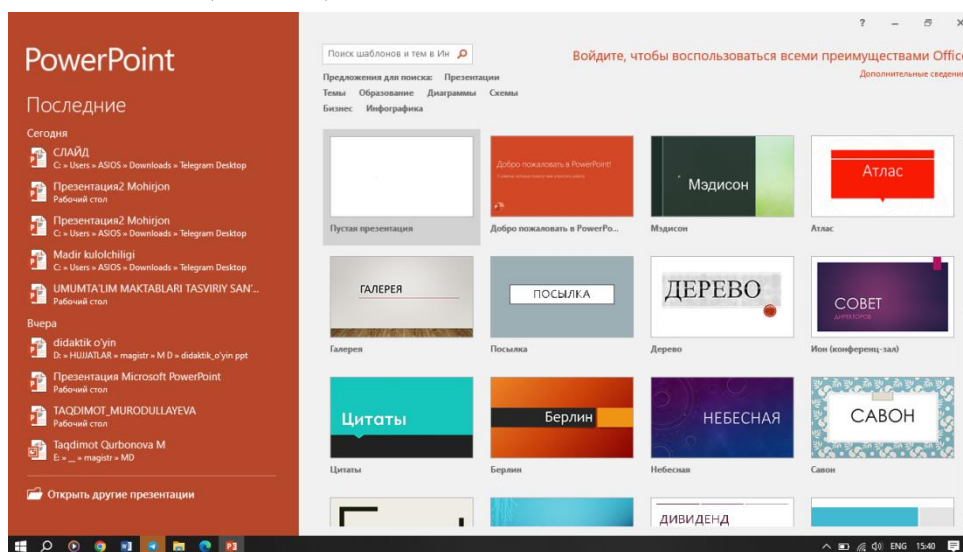 PowerPoint
Последние
Сегодня
СЛАЙД
C: » Users » ASIOS » Downloads » Telegram Desktop
Презентация2 Mohirjon
Рабочий стол
Презентация2 Mohirjon
C: » Users » ASIOS » Downloads » Telegram Desktop
Madir kulolchiligi
C: » Users » ASIOS » Downloads » Telegram Desktop
UMUMTA'LIM MAKTABLARI TASVIRIY SAN'...
Рабочий стол
Вчера
didaktik o'yin
D: » HUJJATLAR » magistr » M D » didaktik_o'yin ppt
Презентация Microsoft PowerPoint
Рабочий стол
TAQDIMOT_MURODULLAYEVA
Рабочий стол
Taqdimot Qurbonova M
E: » _ » magistr » MD
Открыть другие презентации
?
Поиск шаблонов и тем в Ин
Войдите, чтобы воспользоваться всеми преимуществами Office
Дополнительные сведения
Предложения для поиска: Презентации
Темы Образование Диаграммы Схемы
Бизнес Инфографика
Добро пожаловать в PowerPoint!
Мэдисон
Атлас
Пустая презентация
Добро пожаловать в PowerPo...
Мэдисон
Атлас
ГАЛЕРЕЯ
ПОСЫЛКА
ДЕРЕВО
СОВЕТ
ДИРЕКТОРОВ
Галерея
Посылка
Дерево
Ион (конференц-зал)
Цитаты
Берлин
НЕБЕСНАЯ
САВОН
Цитаты
Берлин
Небесная
Савон
ДИВИДЕНД
ENG 15:40